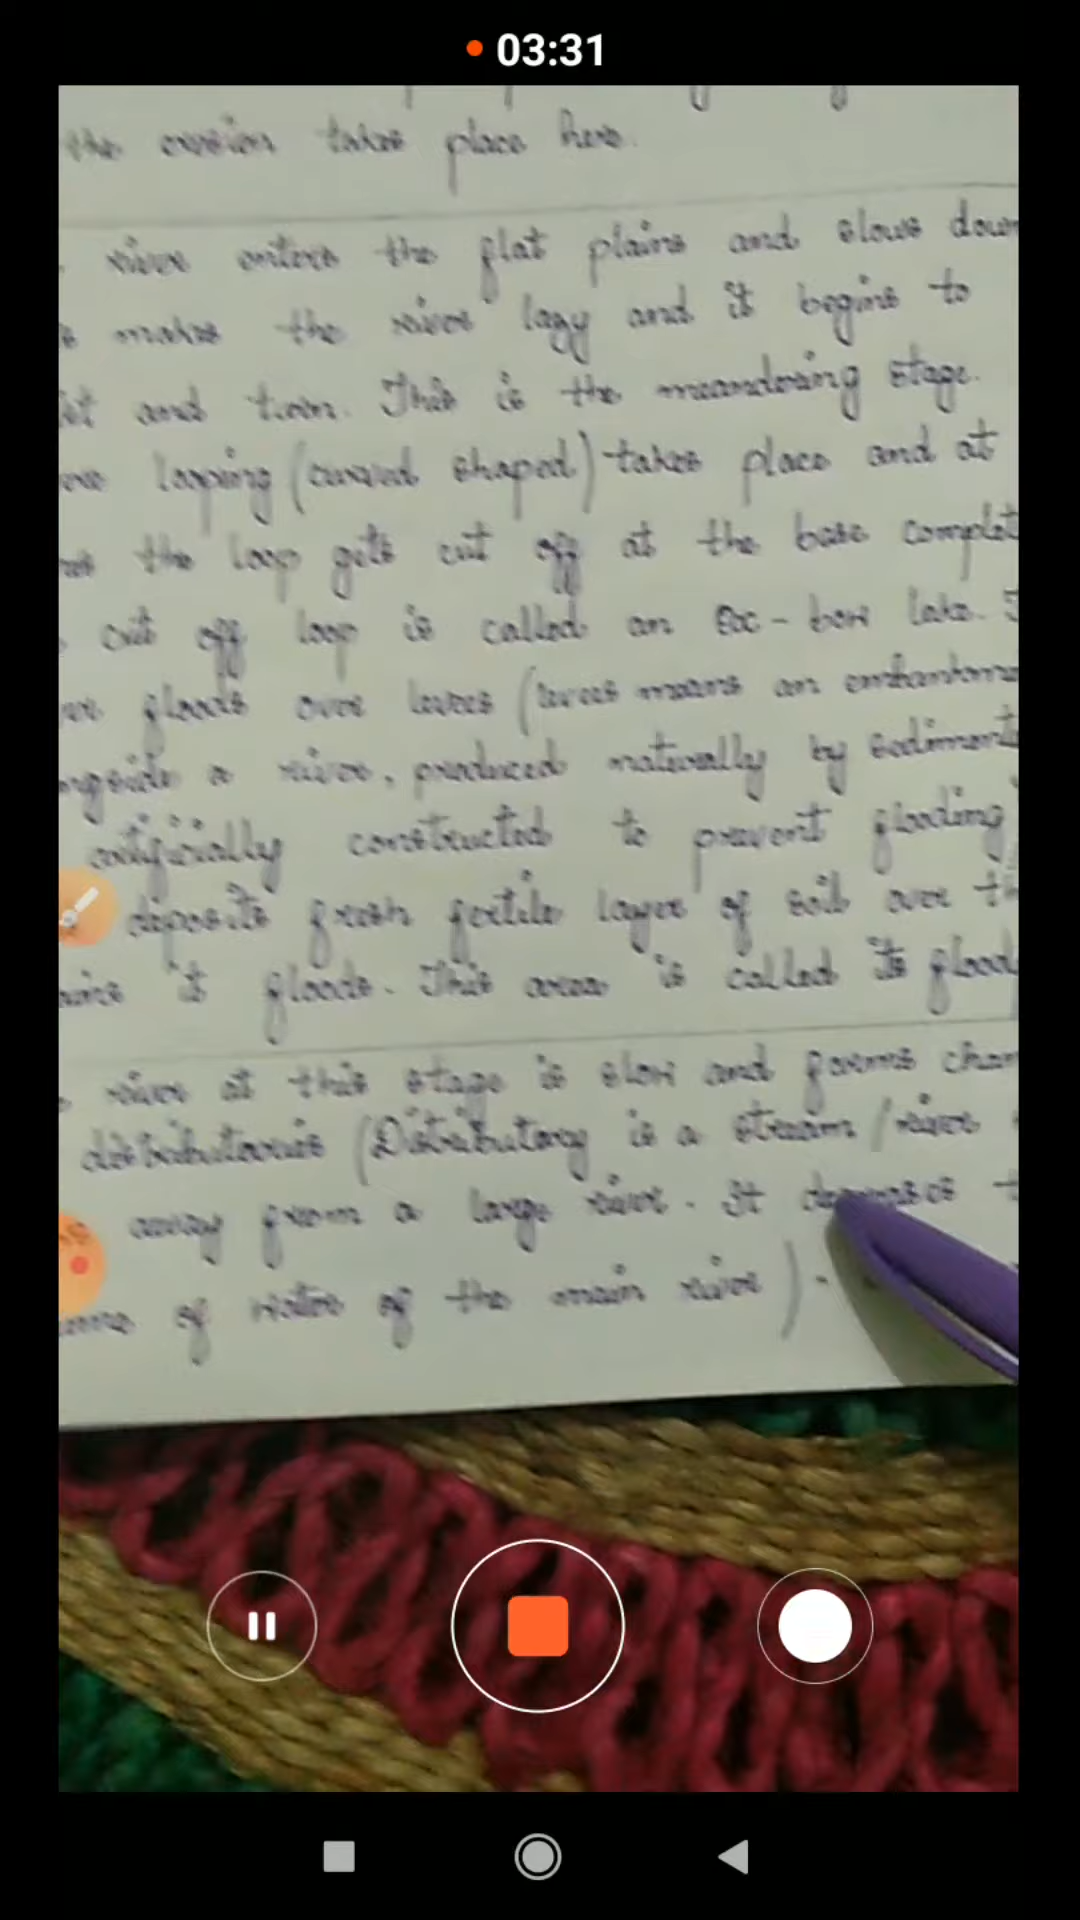 03:31
the erosion takes place here.
river enters the flat plains and slows down
makes the river lazy and it begins to
and turn. This is the meandering stage.
looping (curved shaped) takes place and at
the loop gets cut off at the base complet
cut off loop is called an Ox-bow lake.
floods over levees (levees means an embankme
ngside a river, produced naturally by sediment
artificially constructed to prevent flooding
deposits fresh fertile layer of soil over th
it floods. This area is called its flood
river at this stage is slow and forms chan
distributaries (Distributary is a stream/river
away from a large river. It decreases t
of water of the main river).